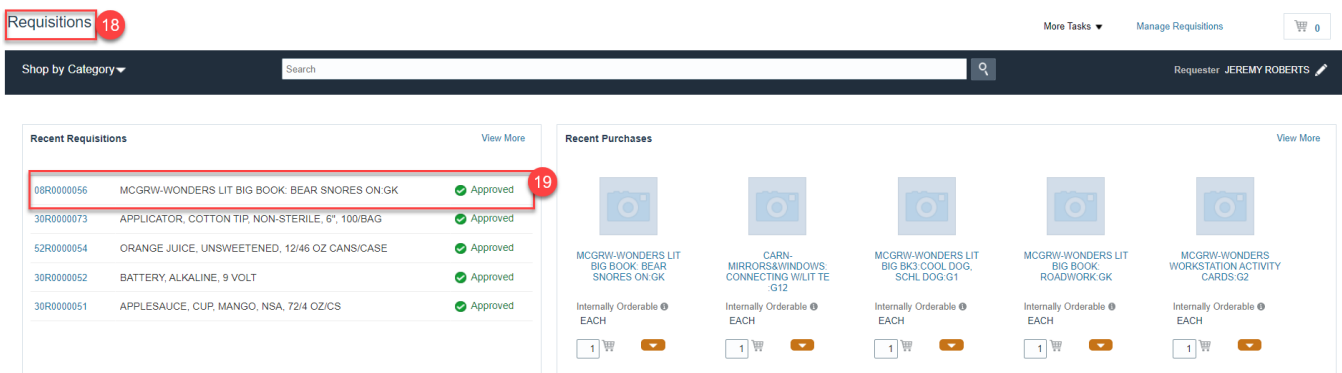 Requisitions 18
More Tasks ▼ Manage Requisitions 0
Shop by Category Search Requester JEREMY ROBERTS
Recent Requisitions View More
08R0000056 MCGRW-WONDERS LIT BIG BOOK: BEAR SNORES ON:GK Approved 19
30R0000073 APPLICATOR, COTTON TIP, NON-STERILE, 6", 100/BAG Approved
52R0000054 ORANGE JUICE, UNSWEETENED, 12/46 OZ CANS/CASE Approved
30R0000052 BATTERY, ALKALINE, 9 VOLT Approved
30R0000051 APPLESAUCE, CUP, MANGO, NSA, 72/4 OZ/CS Approved
Recent Purchases View More
MCGRW-WONDERS LIT
BIG BOOK: BEAR
SNORES ON:GK
Internally Orderable
EACH
1
CARN-
MIRRORS&WINDOWS:
CONNECTING W//LIT TE
:G12
Internally Orderable
EACH
1
MCGRW-WONDERS LIT
BIG BK3:COOL DOG,
SCHL DOG:G1
Internally Orderable
EACH
1
MCGRW-WONDERS LIT
BIG BOOK:
ROADWORK:GK
Internally Orderable
EACH
1
MCGRW-WONDERS
WORKSTATION ACTIVITY
CARDS:G2
Internally Orderable
EACH
1